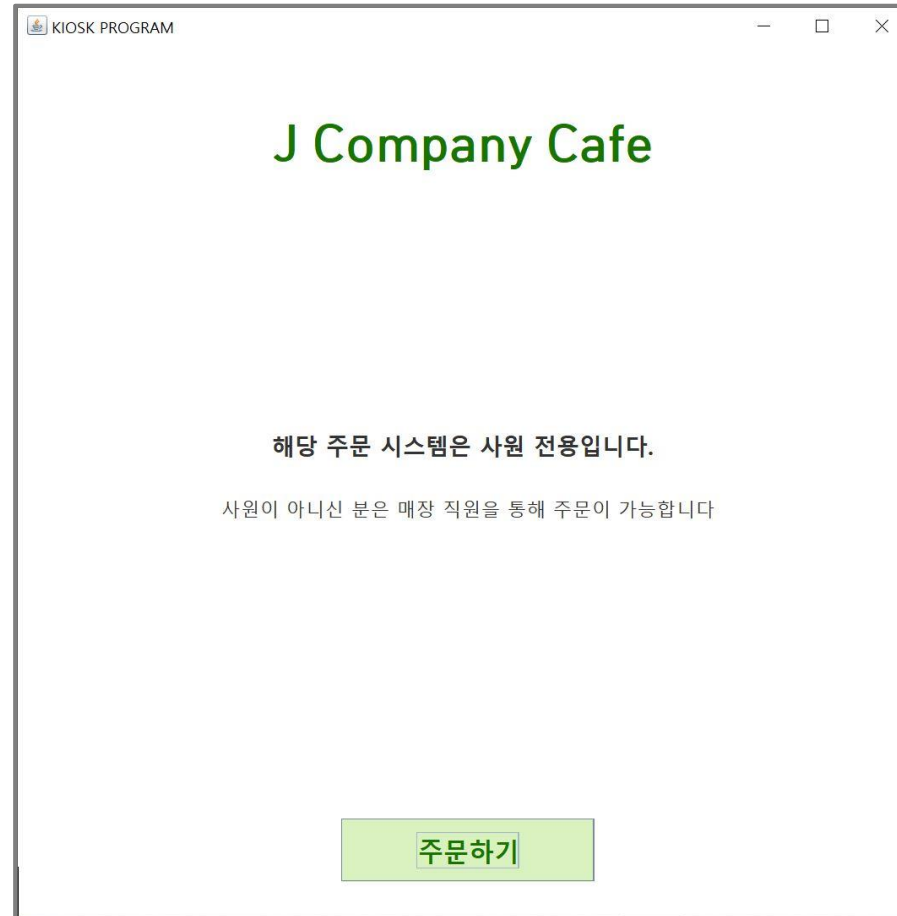 KIOSK PROGRAM
J Company Cafe
해당 주문 시스템은 사원 전용입니다.
사원이 아니신 분은 매장 직원을 통해 주문이 가능합니다
주문하기